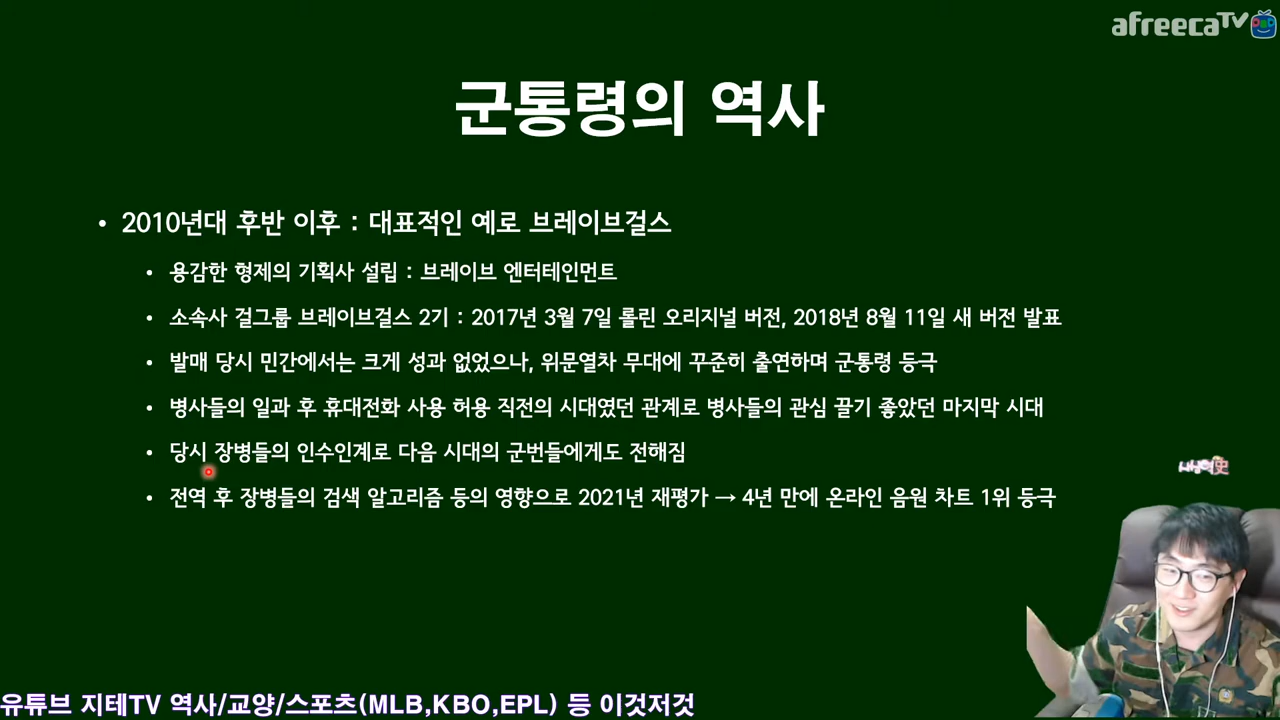 afreecaTV
군통령의 역사
• 2010년대 후반 이후 : 대표적인 예로 브레이브걸스
• 용감한 형제의 기획사 설립 : 브레이브 엔터테인먼트
• 소속사 걸그룹 브레이브걸스 2기 : 2017년 3월 7일 롤린 오리지널 버전, 2018년 8월 11일 새 버전 발표
• 발매 당시 민간에서는 크게 성과 없었으나, 위문열차 무대에 꾸준히 출연하며 군통령 등극
• 병사들의 일과 후 휴대전화 사용 허용 직전의 시대였던 관계로 병사들의 관심 끌기 좋았던 마지막 시대
• 당시 장병들의 인수인계로 다음 시대의 군번들에게도 전해짐
• 전역 후 장병들의 검색 알고리즘 등의 영향으로 2021년 재평가 → 4년 만에 온라인 음원 차트 1위 등극
유튜브 지테TV 역사/교양/스포츠(MLB,KBO,EPL) 등 이것저것